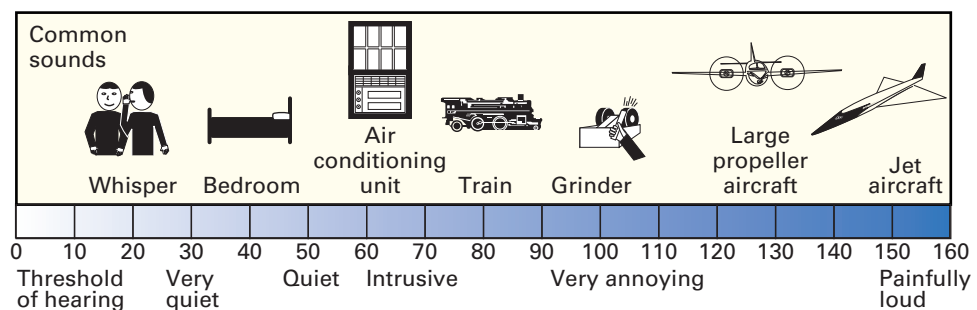 Common
sounds
Whisper
Bedroom
Air
conditioning
unit
Train
Grinder
Large
propeller
aircraft
Jet
aircraft
0 10 20 30 40 50 60 70 80 90 100 110 120 130 140 150 160
Threshold
of hearing
Very
quiet
Quiet
Intrusive
Very annoying
Painfully
loud